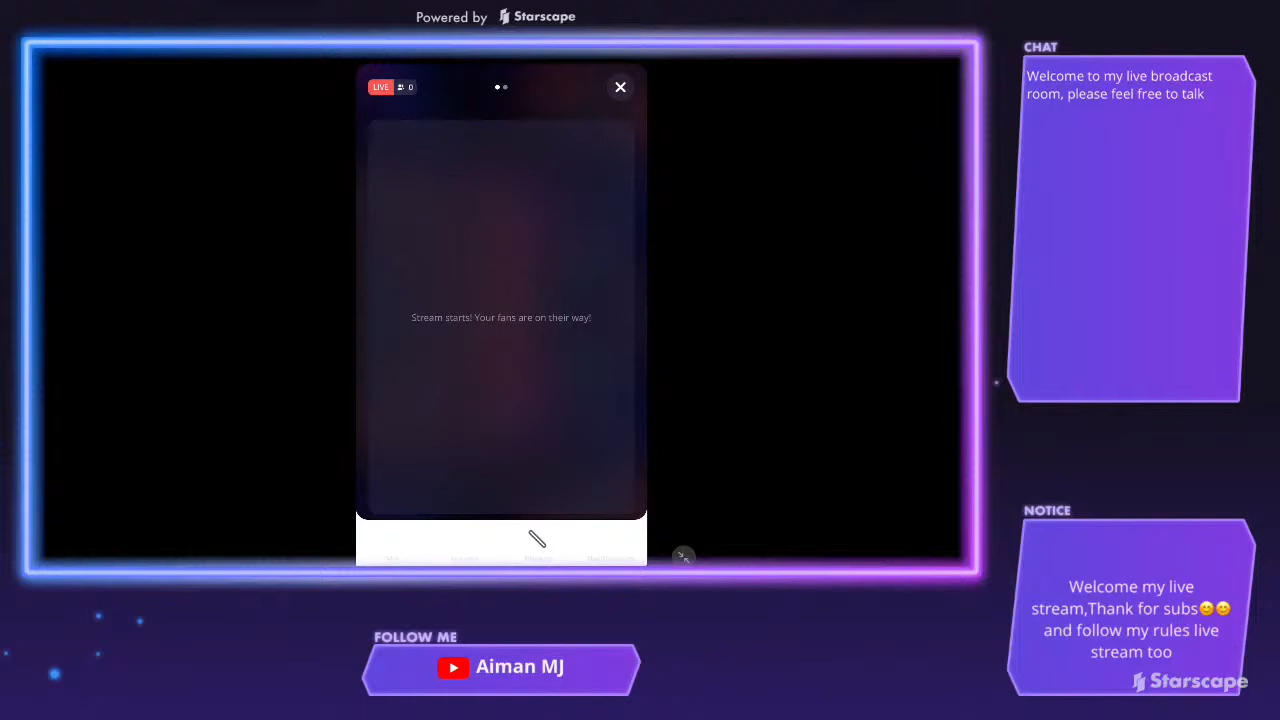 Powered by Starscape
LIVE 0
Stream starts! Your fans are on their way!
CHAT
Welcome to my live broadcast
room, please feel free to talk
NOTICE
Welcome my live
stream,Thank for subs😊😊
and follow my rules live
stream too
Starscape
FOLLOW ME
Aiman MJ